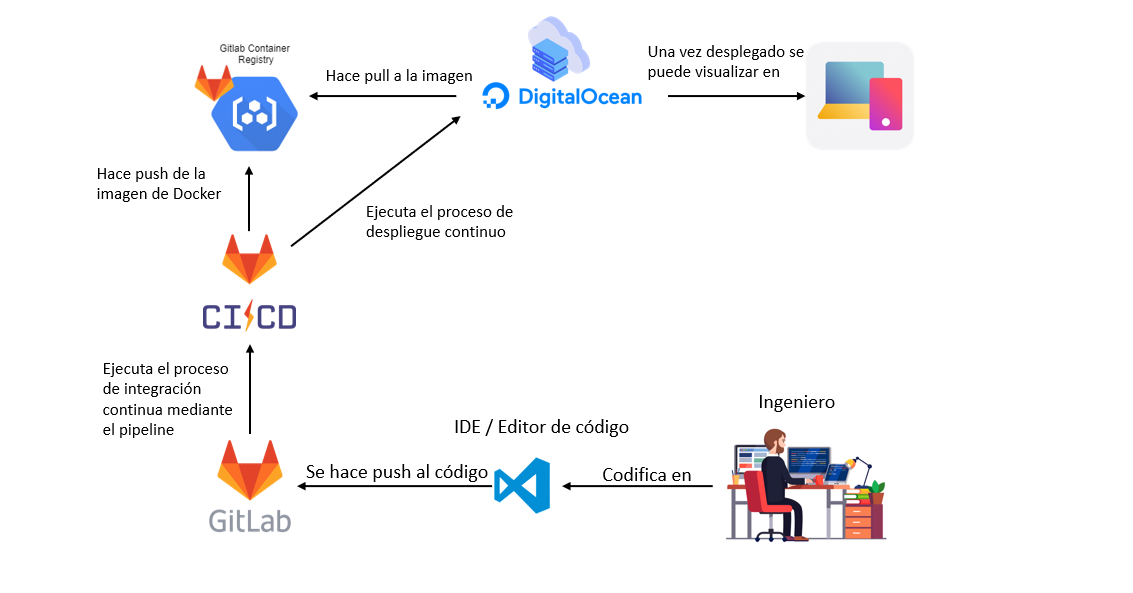 Gitlab Container
Registry
Hace pull a la imagen
DigitalOcean
Una vez desplegado se
puede visualizar en
Hace push de la
imagen de Docker
Ejecuta el proceso de
despliegue continuo
CI/CD
Ejecuta el proceso
de integración
continua mediante
el pipeline
Ingeniero
IDE / Editor de código
Se hace push al código
Codifica en
GitLab